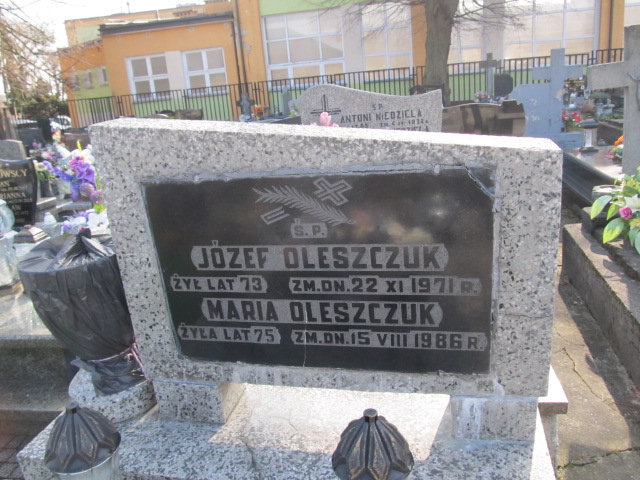 Ś.P.
JÓZEF OLESZCZUK
ŻYŁ LAT 73 ZM. DN. 22 XI 1971 R.
MARIA OLESZCZUK
ŻYŁA LAT 75 ZM. DN. 15 VIII 1986 R.
Ś.P.
ANTONI NIEDZIELA